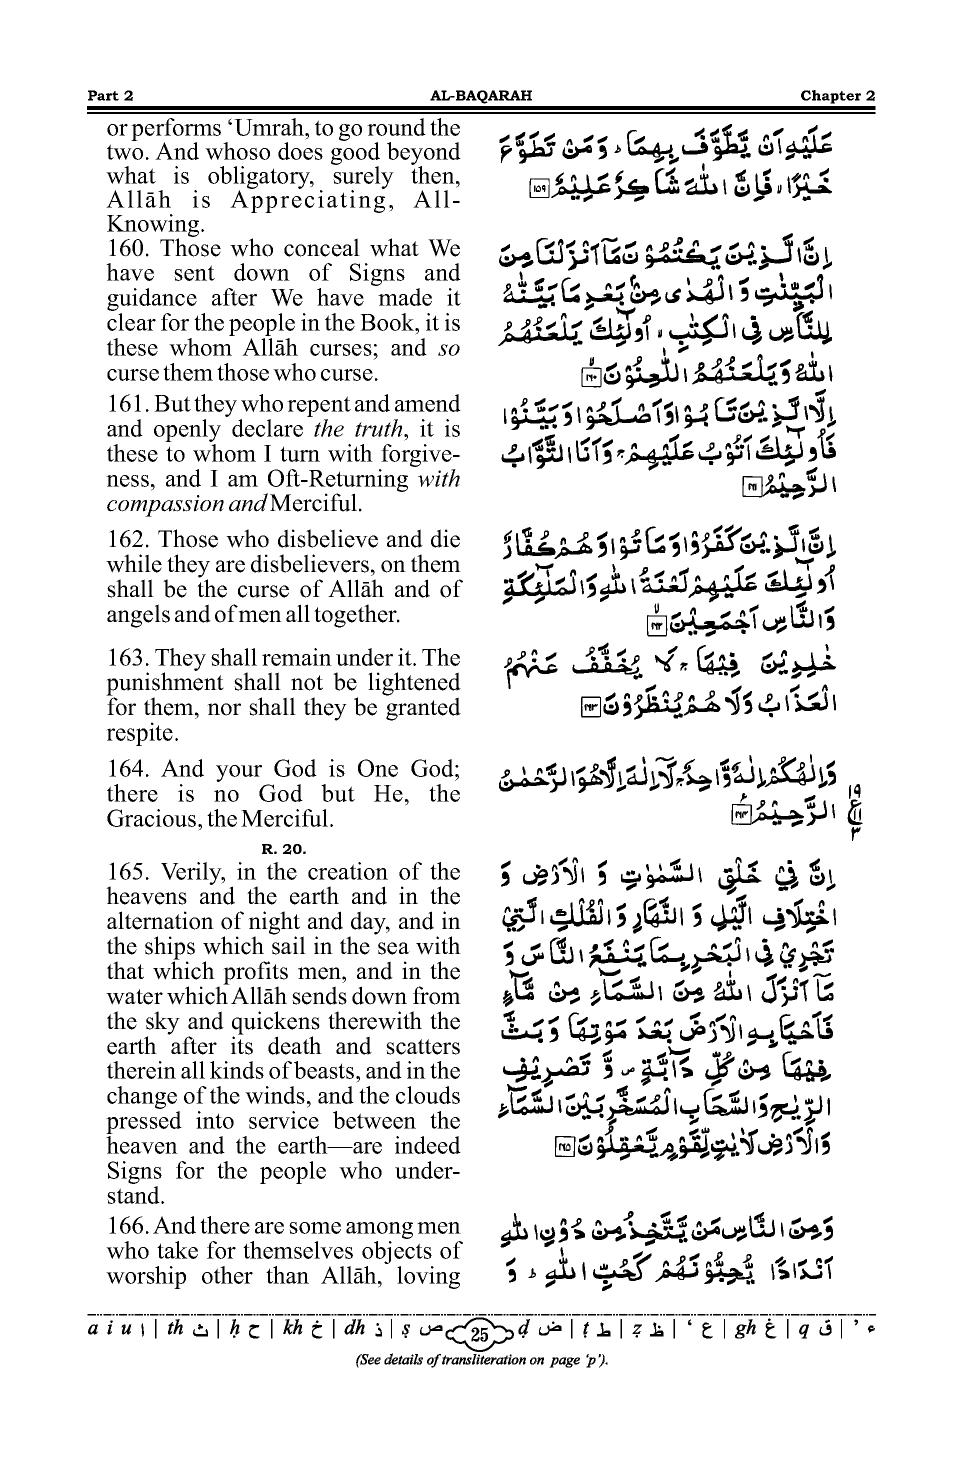 Part 2 AL-BAQARAH Chapter 2
or performs ‘Umrah, to go round the
two. And whoso does good beyond
what is obligatory, surely then,
Allāh is Appreciating, All-
Knowing.
160. Those who conceal what We
have sent down of Signs and
guidance after We have made it
clear for the people in the Book, it is
these whom Allāh curses; and so
curse them those who curse.
161. But they who repent and amend
and openly declare the truth, it is
these to whom I turn with forgive-
ness, and I am Oft-Returning with
compassion and Merciful.
162. Those who disbelieve and die
while they are disbelievers, on them
shall be the curse of Allāh and of
angels and of men all together.
163. They shall remain under it. The
punishment shall not be lightened
for them, nor shall they be granted
respite.
164. And your God is One God;
there is no God but He, the
Gracious, the Merciful.
R. 20.
165. Verily, in the creation of the
heavens and the earth and in the
alternation of night and day, and in
the ships which sail in the sea with
that which profits men, and in the
water which Allāh sends down from
the sky and quickens therewith the
earth after its death and scatters
therein all kinds of beasts, and in the
change of the winds, and the clouds
pressed into service between the
heaven and the earth—are indeed
Signs for the people who under-
stand.
166. And there are some among men
who take for themselves objects of
worship other than Allāh, loving
عَلَيْهِ اَنْ يَّطَّوَّفَ بِهِمَا ؕ وَ مَنْ تَطَوَّعَ
خَيْرًا ۙ فَاِنَّ اللّٰهَ شَاكِرٌ عَلِيْمٌ ۱۵۹
اِنَّ الَّذِيْنَ يَكْتُمُوْنَ مَاۤ اَنْزَلْنَا مِنَ
الْبَيِّنٰتِ وَ الْهُدٰى مِنْۢ بَعْدِ مَا بَيَّنّٰهُ
لِلنَّاسِ فِى الْكِتٰبِ ۙ اُولٰٓئِكَ يَلْعَنُهُمُ
اللّٰهُ وَ يَلْعَنُهُمُ اللّٰعِنُوْنَ ۱۶۰
اِلَّا الَّذِيْنَ تَابُوْا وَ اَصْلَحُوْا وَ بَيَّنُوْا
فَاُولٰٓئِكَ اَتُوْبُ عَلَيْهِمْ ۚ وَ اَنَا التَّوَّابُ
الرَّحِيْمُ ۱۶۱
اِنَّ الَّذِيْنَ كَفَرُوْا وَ مَاتُوْا وَ هُمْ كُفَّارٌ
اُولٰٓئِكَ عَلَيْهِمْ لَعْنَةُ اللّٰهِ وَ الْمَلٰٓئِكَةِ
وَ النَّاسِ اَجْمَعِيْنَ ۱۶۲
خٰلِدِيْنَ فِيْهَا ۚ لَا يُخَفَّفُ عَنْهُمُ
الْعَذَابُ وَ لَا هُمْ يُنْظَرُوْنَ ۱۶۳
وَ اِلٰهُكُمْ اِلٰهٌ وَّاحِدٌ ۚ لَاۤ اِلٰهَ اِلَّا هُوَ الرَّحْمٰنُ
الرَّحِيْمُ ۱۶۴
۱۹
ع
۱۱
۳
اِنَّ فِيْ خَلْقِ السَّمٰوٰتِ وَ الْاَرْضِ وَ
اخْتِلَافِ الَّيْلِ وَ النَّهَارِ وَ الْفُلْكِ الَّتِيْ
تَجْرِيْ فِى الْبَحْرِ بِمَا يَنْفَعُ النَّاسَ وَ
مَاۤ اَنْزَلَ اللّٰهُ مِنَ السَّمَآءِ مِنْ مَّآءٍ
فَاَحْيَا بِهِ الْاَرْضَ بَعْدَ مَوْتِهَا وَ بَثَّ
فِيْهَا مِنْ كُلِّ دَآبَّةٍ ۪ وَّ تَصْرِيْفِ
الرِّيٰحِ وَ السَّحَابِ الْمُسَخَّرِ بَيْنَ السَّمَآءِ
وَ الْاَرْضِ لَاٰيٰتٍ لِّقَوْمٍ يَّعْقِلُوْنَ ۱۶۵
وَ مِنَ النَّاسِ مَنْ يَّتَّخِذُ مِنْ دُوْنِ اللّٰهِ
اَنْدَادًا يُّحِبُّوْنَهُمْ كَحُبِّ اللّٰهِ ؕ وَ
a i u ا | th ث | ḥ ح | kh خ | dh ذ | ṣ ص 25 ḍ ض | ṭ ط | ẓ ظ | ‘ ع | gh غ | q ق | ’ ء
(See details of transliteration on page ‘p’).